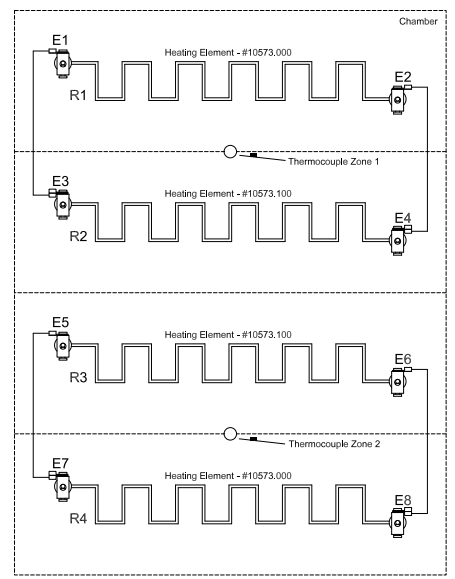 Chamber
E1
Heating Element - #10573.000
E2
R1
Thermocouple Zone 1
E3
Heating Element - #10573.100
E4
R2
E5
Heating Element - #10573.100
E6
R3
Thermocouple Zone 2
E7
Heating Element - #10573.000
E8
R4